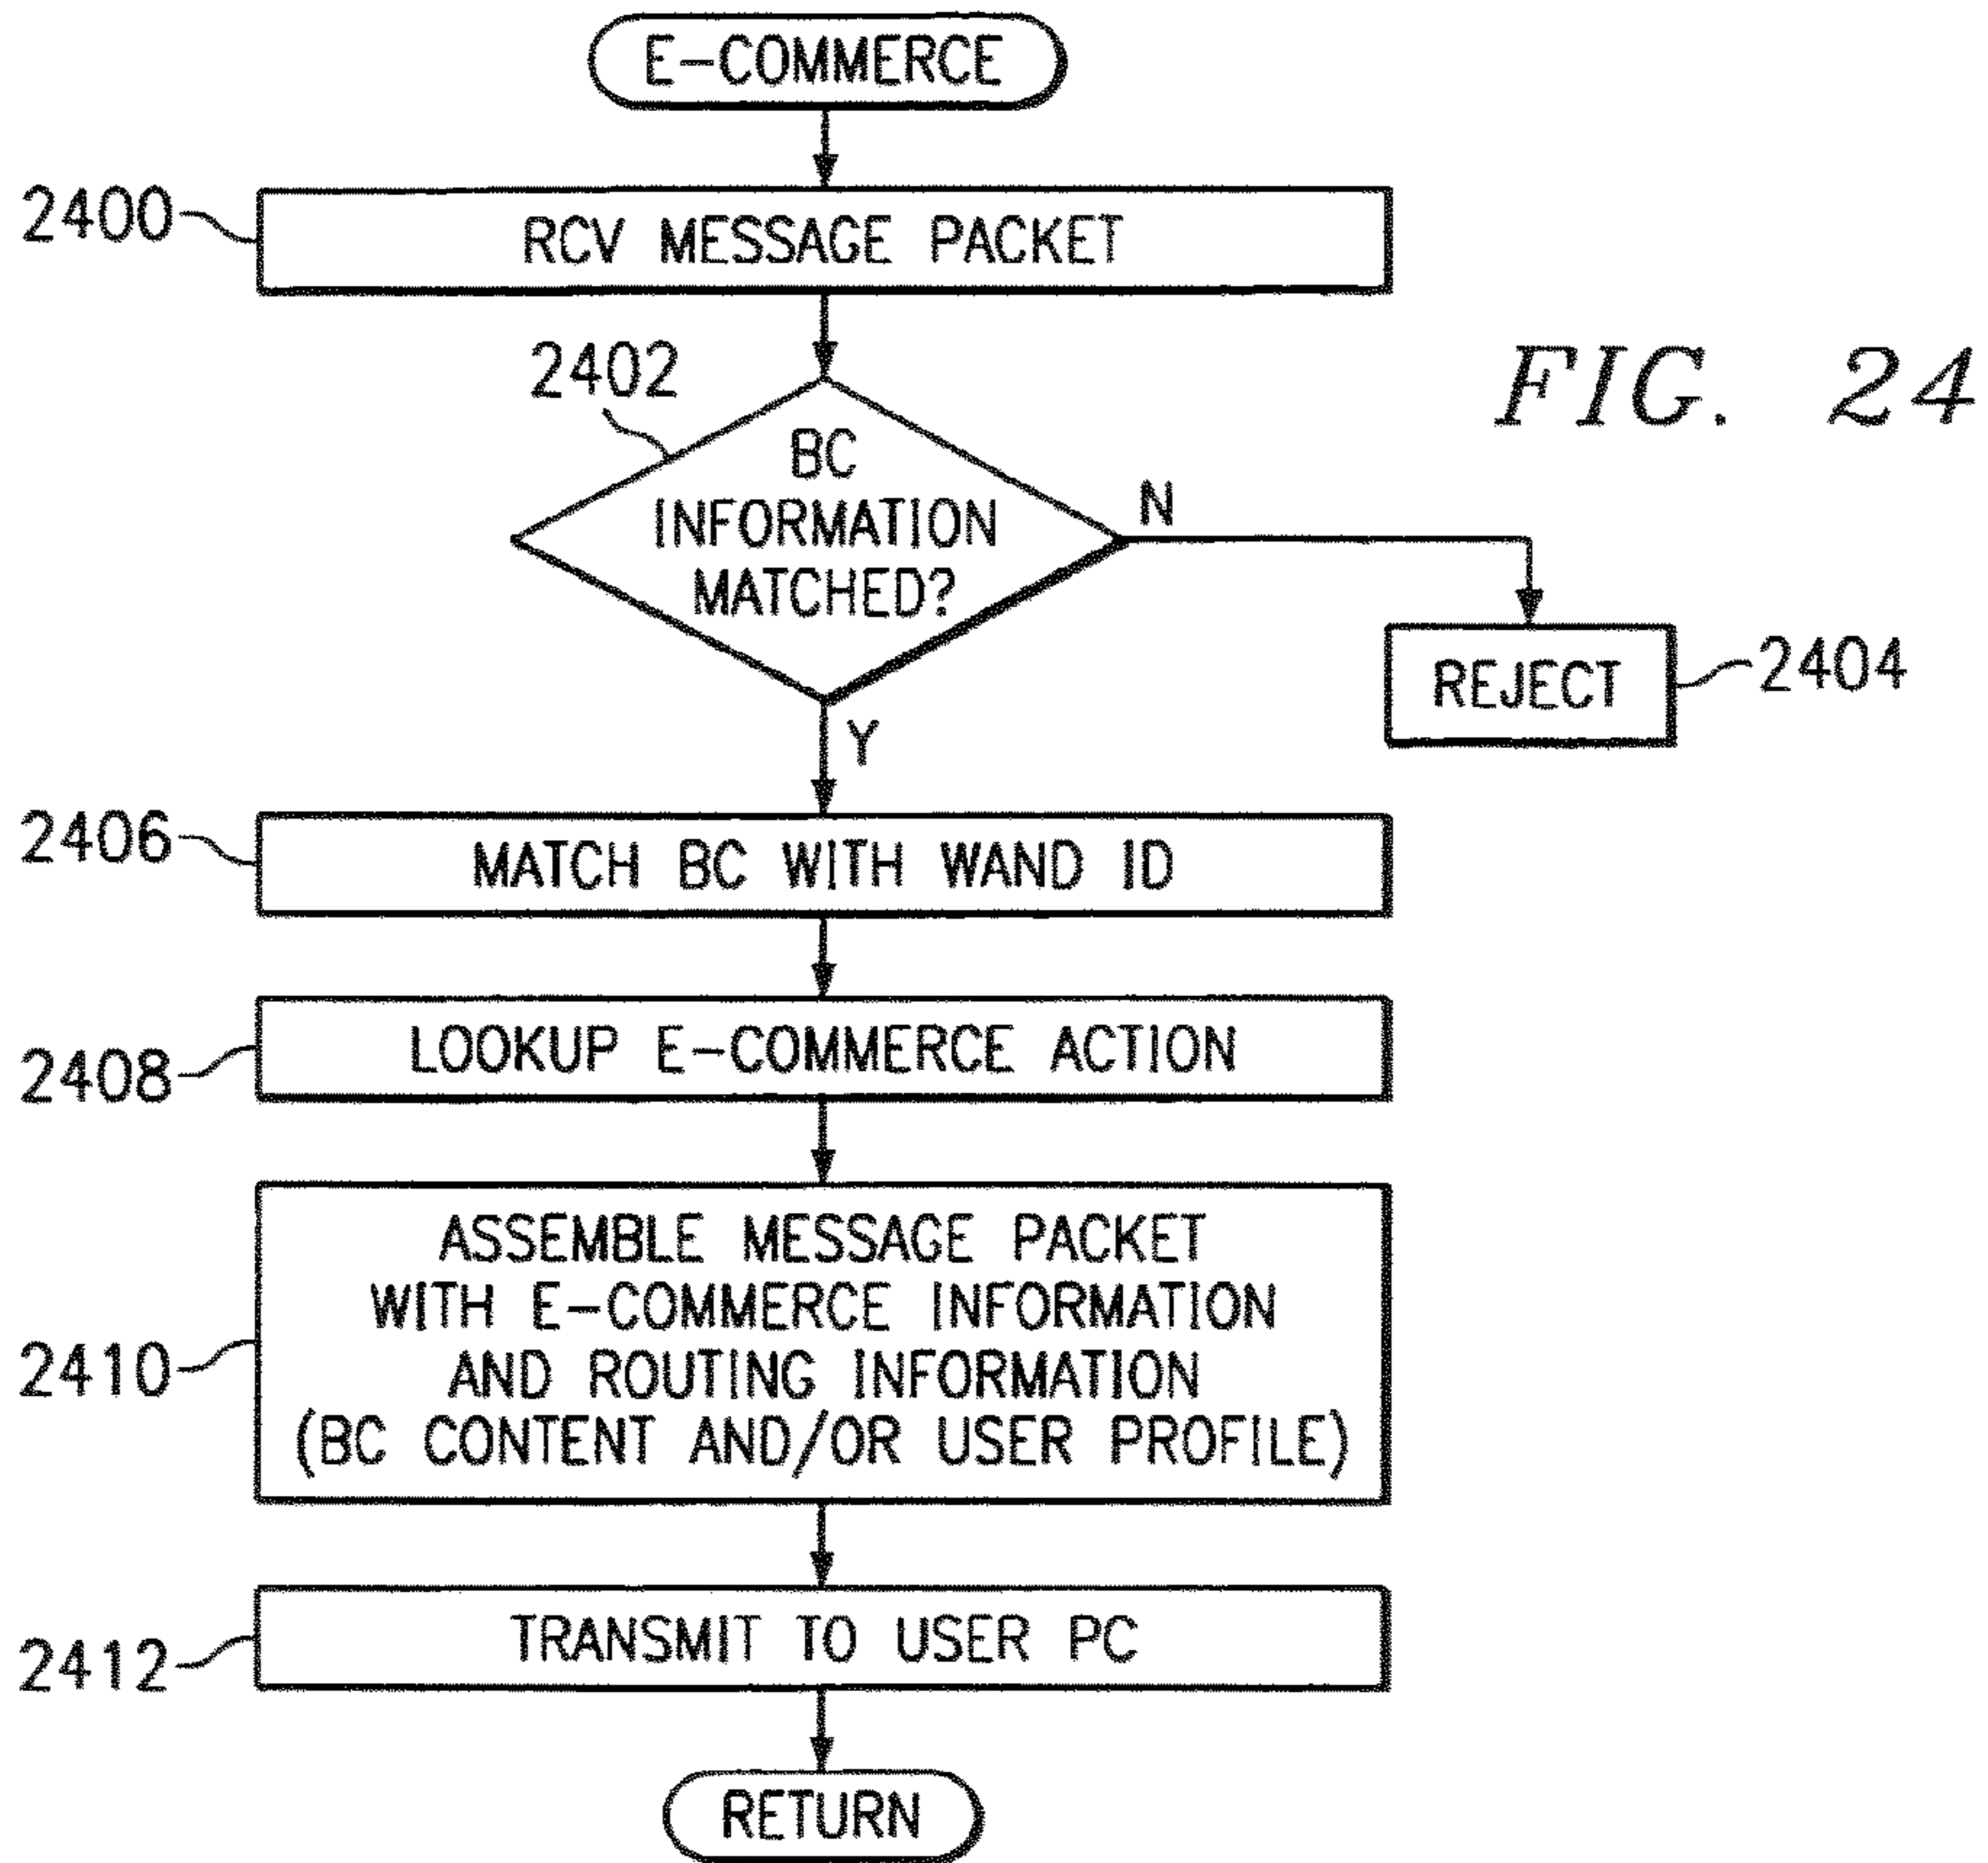 E-COMMERCE
2400
RCV MESSAGE PACKET
2402
FIG. 24
BC
INFORMATION
MATCHED?
N
REJECT
2404
Y
2406
MATCH BC WITH WAND ID
2408
LOOKUP E-COMMERCE ACTION
2410
ASSEMBLE MESSAGE PACKET
WITH E-COMMERCE INFORMATION
AND ROUTING INFORMATION
(BC CONTENT AND/OR USER PROFILE)
2412
TRANSMIT TO USER PC
RETURN